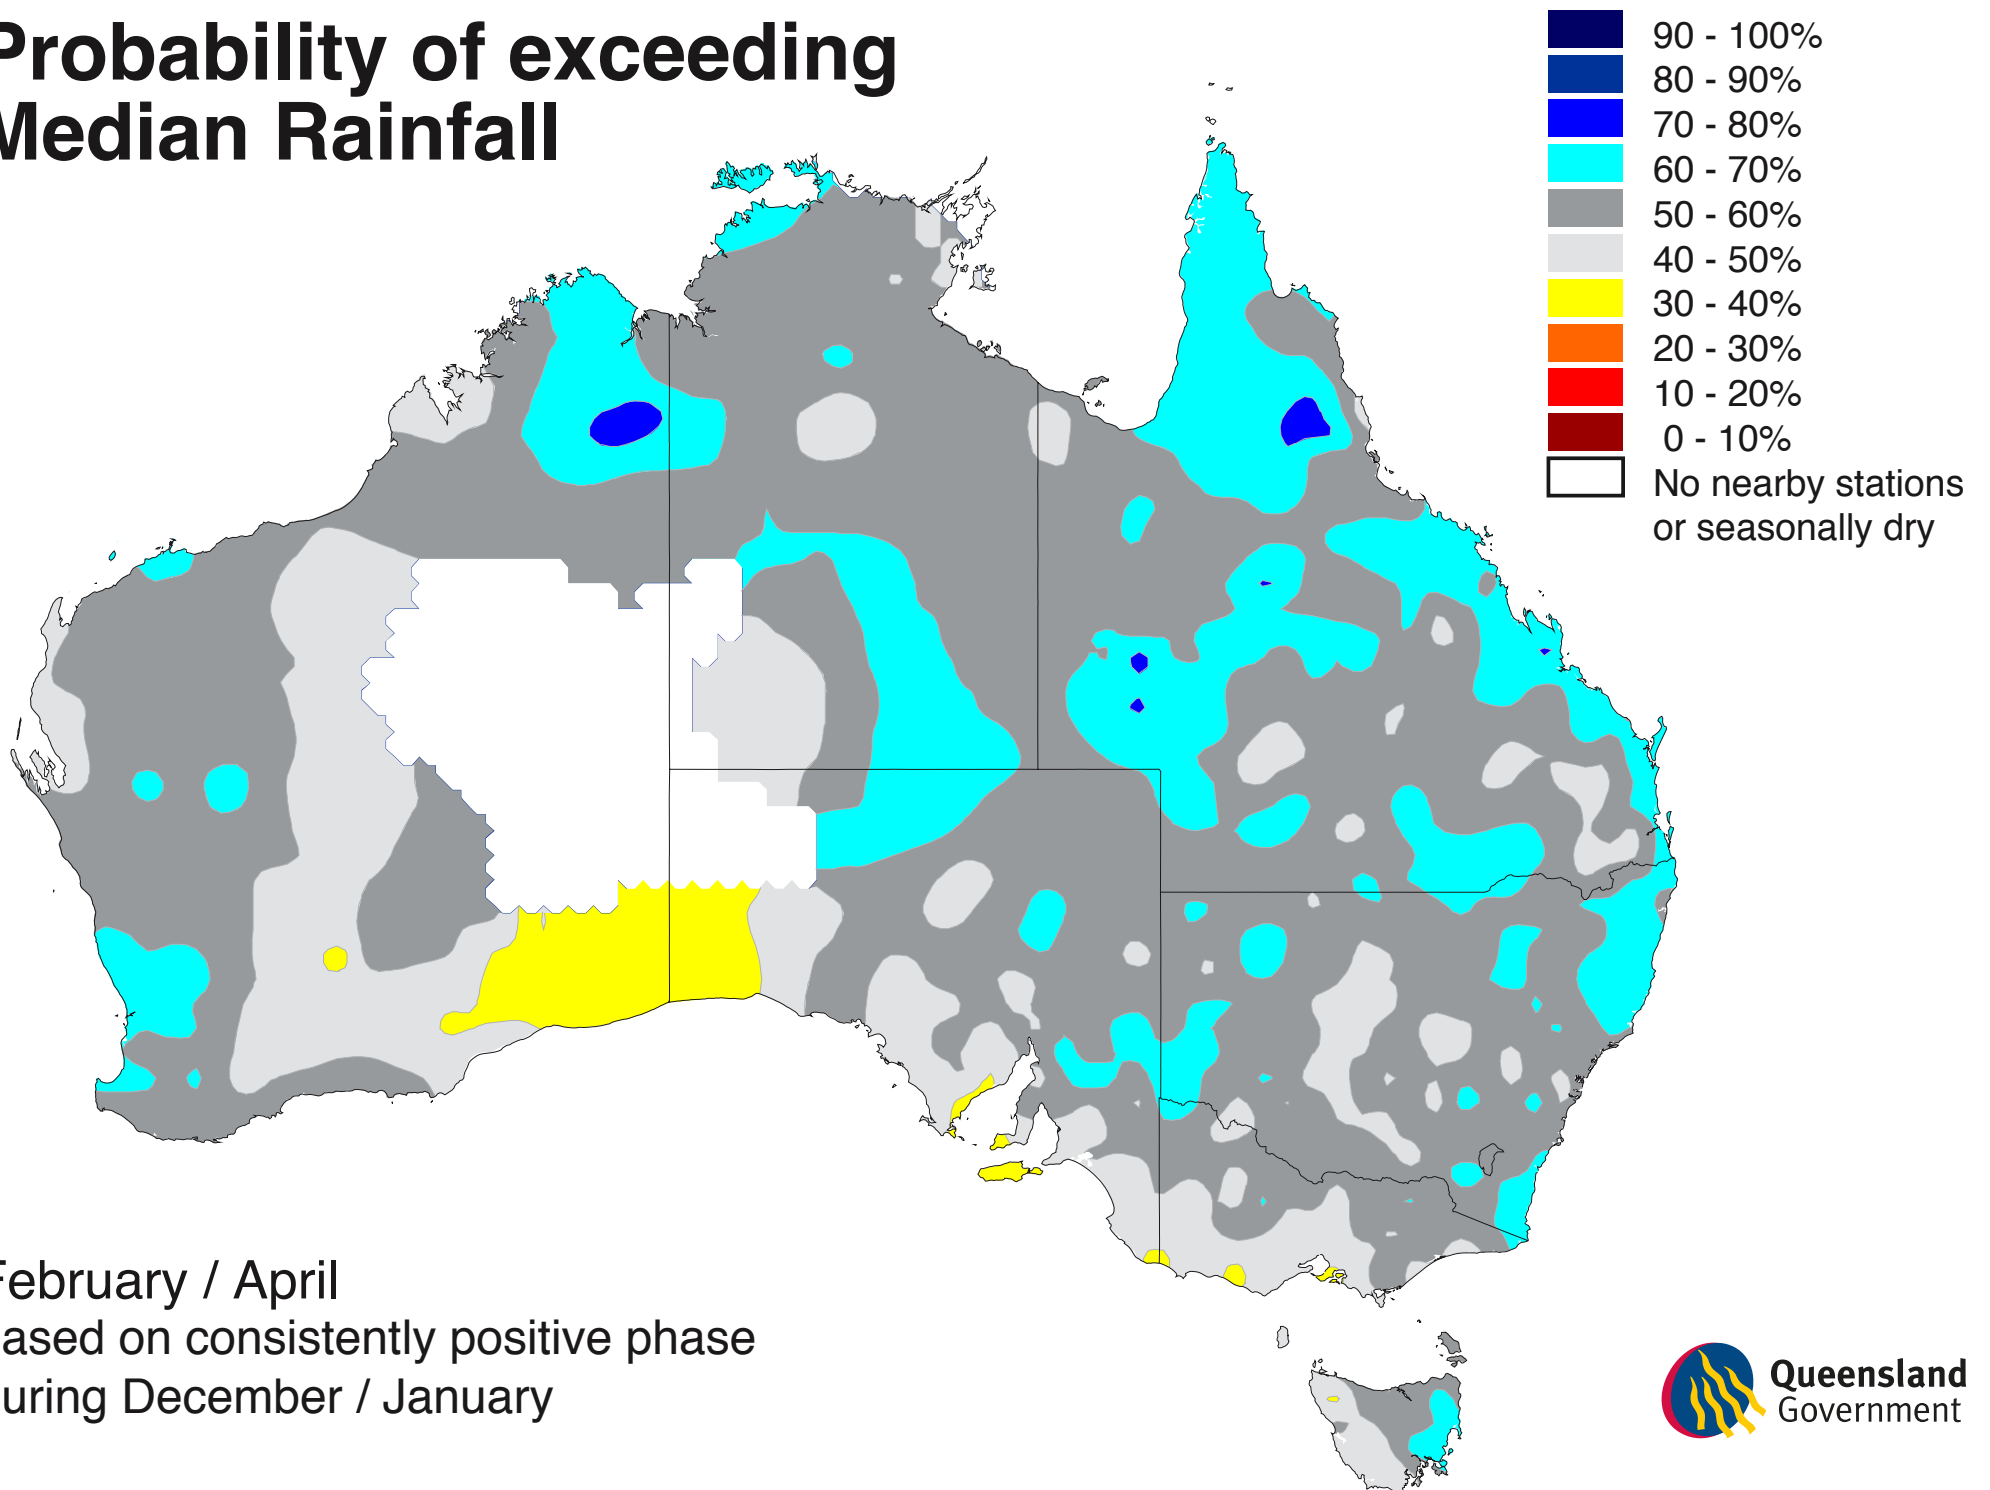 Probability of exceeding
Median Rainfall
90 - 100%
80 - 90%
70 - 80%
60 - 70%
50 - 60%
40 - 50%
30 - 40%
20 - 30%
10 - 20%
0 - 10%
No nearby stations
or seasonally dry
February / April
ased on consistently positive phase
uring December / January
Queensland
Government